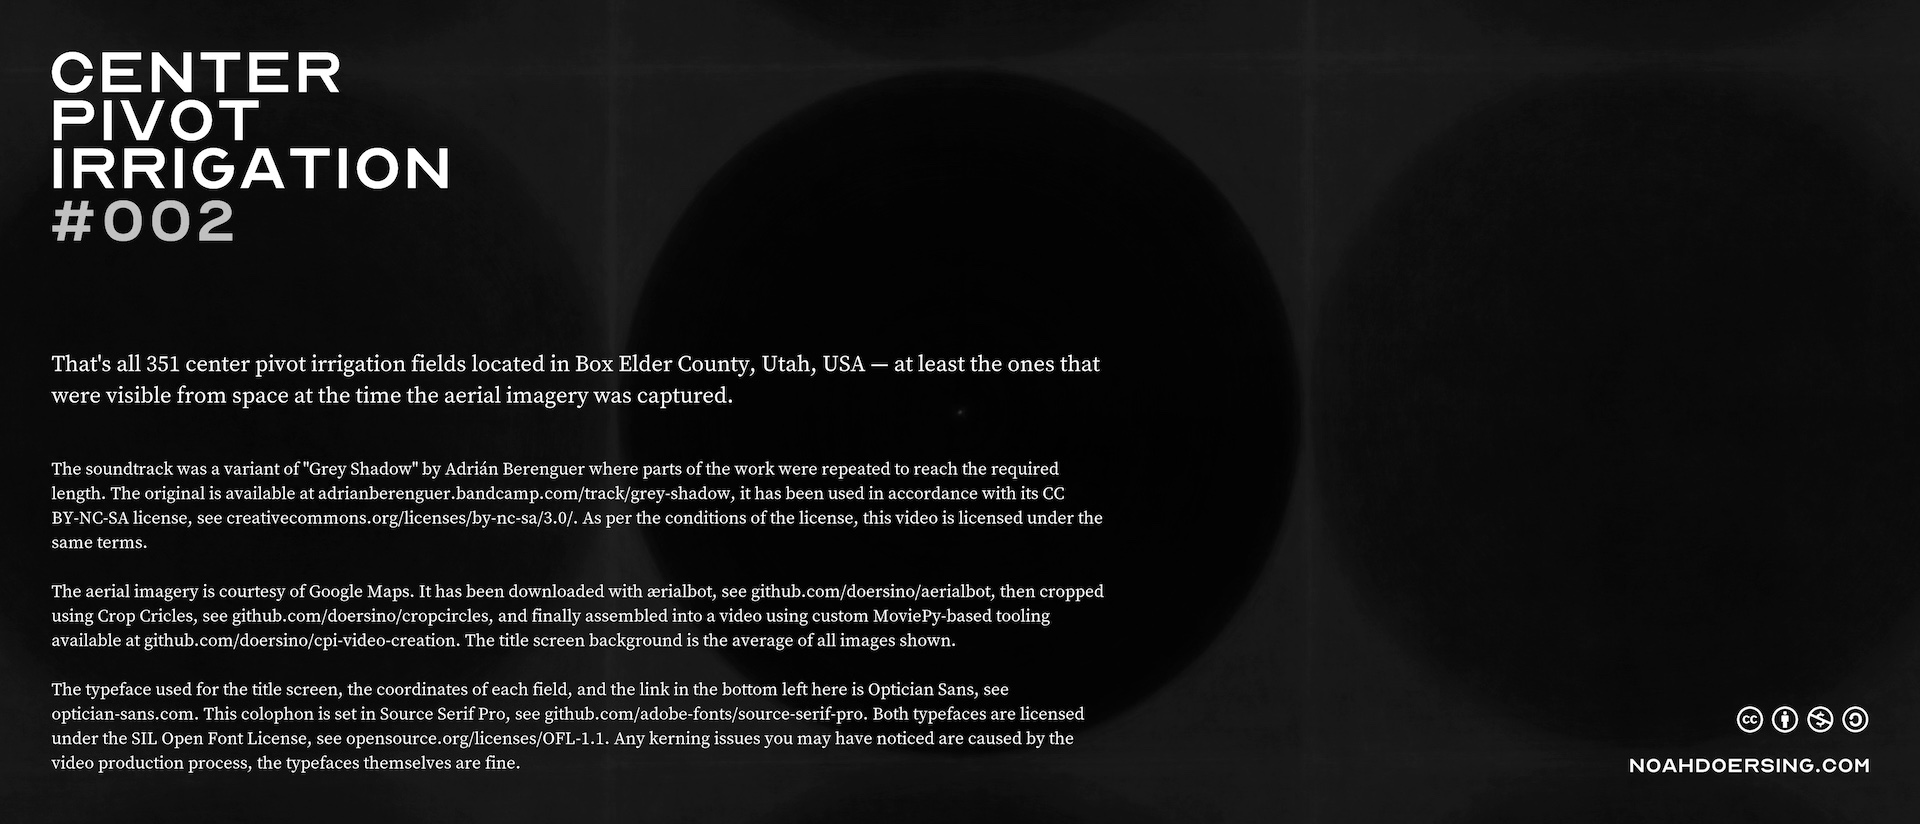 CENTER
PIVOT
IRRIGATION
#002
That's all 351 center pivot irrigation fields located in Box Elder County, Utah, USA — at least the ones that
were visible from space at the time the aerial imagery was captured.
The soundtrack was a variant of "Grey Shadow" by Adrián Berenguer where parts of the work were repeated to reach the required
length. The original is available at adrianberenguer.bandcamp.com/track/grey-shadow, it has been used in accordance with its CC
BY-NC-SA license, see creativecommons.org/licenses/by-nc-sa/3.0/. As per the conditions of the license, this video is licensed under the
same terms.
The aerial imagery is courtesy of Google Maps. It has been downloaded with ærialbot, see github.com/doersino/aerialbot, then cropped
using Crop Cricles, see github.com/doersino/cropcircles, and finally assembled into a video using custom MoviePy-based tooling
available at github.com/doersino/cpi-video-creation. The title screen background is the average of all images shown.
The typeface used for the title screen, the coordinates of each field, and the link in the bottom left here is Optician Sans, see
optician-sans.com. This colophon is set in Source Serif Pro, see github.com/adobe-fonts/source-serif-pro. Both typefaces are licensed
under the SIL Open Font License, see opensource.org/licenses/OFL-1.1. Any kerning issues you may have noticed are caused by the
video production process, the typefaces themselves are fine.
cc
NOAHDOERSING.COM